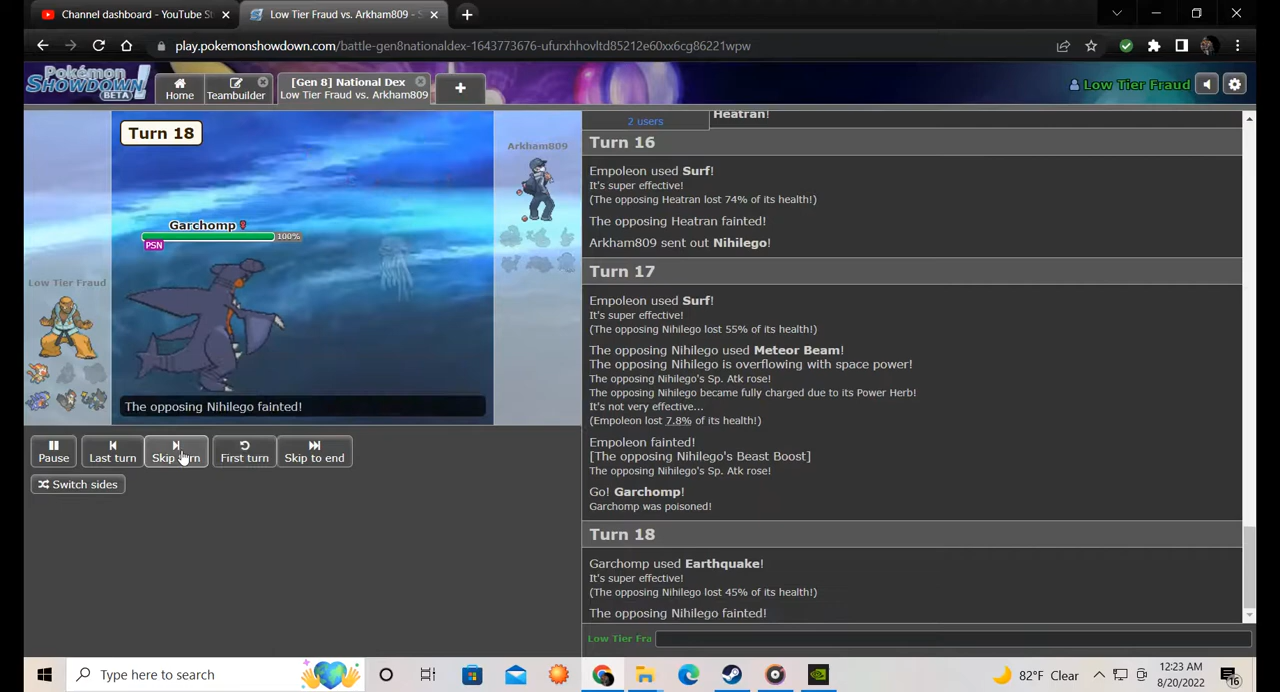 Channel dashboard - YouTube St
Low Tier Fraud vs. Arkham809 - S
play.pokemonshowdown.com/battle-gen8nationaldex-1643773676-ufurxhhovltd85212e60xx6cg86221wpw
Pokémon
SHOWDOWN
BETA
Home
Teambuilder
[Gen 8] National Dex
Low Tier Fraud vs. Arkham809
Low Tier Fraud
Turn 18
Arkham809
Garchomp
100%
PSN
Low Tier Fraud
The opposing Nihilego fainted!
Pause
Last turn
Skip turn
First turn
Skip to end
Switch sides
2 users
Heatran!
Turn 16
Empoleon used Surf!
It's super effective!
(The opposing Heatran lost 74% of its health!)
The opposing Heatran fainted!
Arkham809 sent out Nihilego!
Turn 17
Empoleon used Surf!
It's super effective!
(The opposing Nihilego lost 55% of its health!)
The opposing Nihilego used Meteor Beam!
The opposing Nihilego is overflowing with space power!
The opposing Nihilego's Sp. Atk rose!
The opposing Nihilego became fully charged due to its Power Herb!
It's not very effective...
(Empoleon lost 7.8% of its health!)
Empoleon fainted!
[The opposing Nihilego's Beast Boost]
The opposing Nihilego's Sp. Atk rose!
Go! Garchomp!
Garchomp was poisoned!
Turn 18
Garchomp used Earthquake!
It's super effective!
(The opposing Nihilego lost 45% of its health!)
The opposing Nihilego fainted!
Low Tier Fra
Type here to search
82°F Clear
12:23 AM
8/20/2022
16